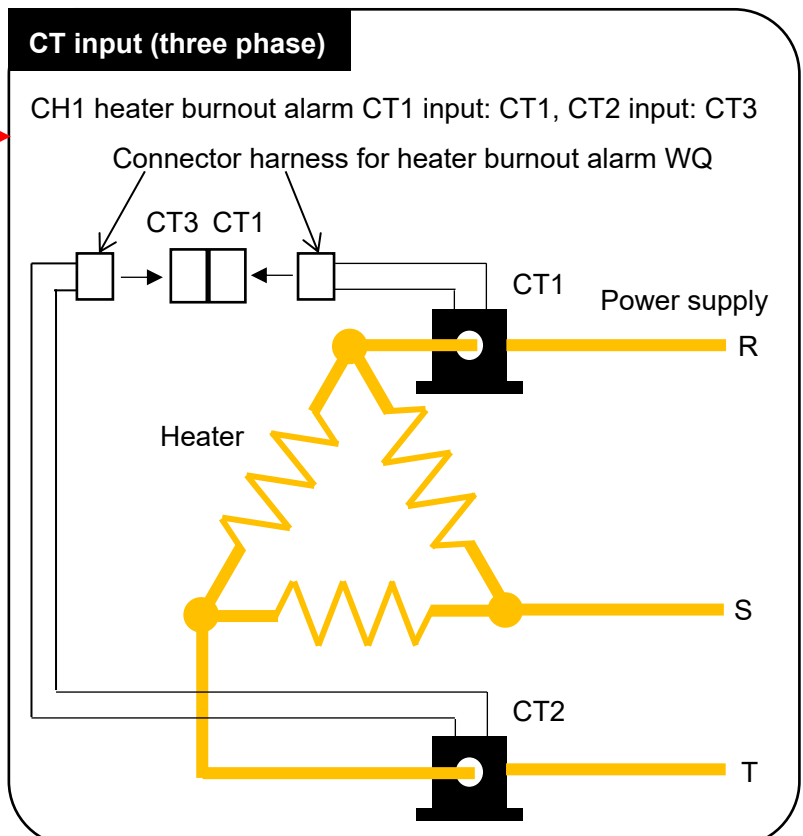 CT input (three phase)
CH1 heater burnout alarm CT1 input: CT1, CT2 input: CT3
Connector harness for heater burnout alarm WQ
CT3 CT1
CT1
Power supply
R
Heater
S
CT2
T